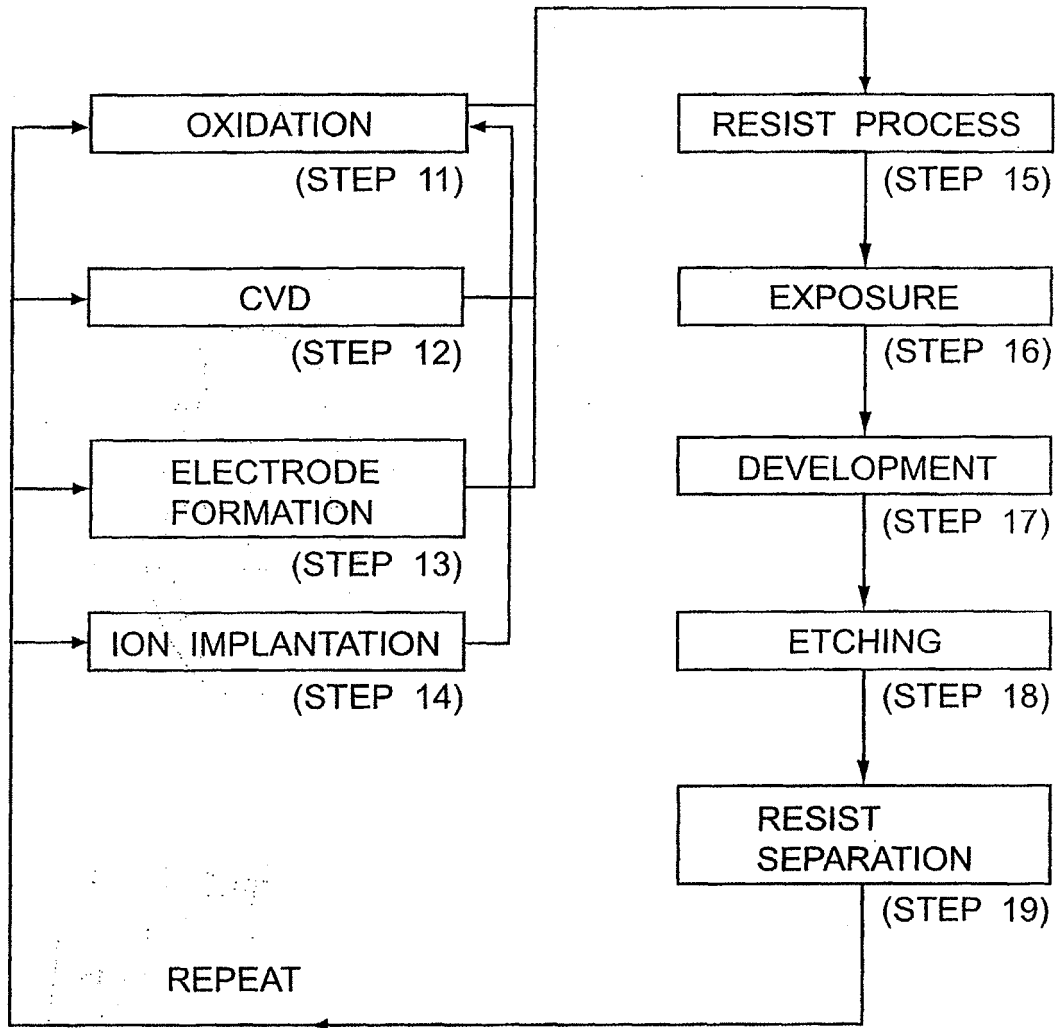 OXIDATION
(STEP 11)
CVD
(STEP 12)
ELECTRODE
FORMATION
(STEP 13)
ION IMPLANTATION
(STEP 14)
RESIST PROCESS
(STEP 15)
EXPOSURE
(STEP 16)
DEVELOPMENT
(STEP 17)
ETCHING
(STEP 18)
RESIST
SEPARATION
(STEP 19)
REPEAT